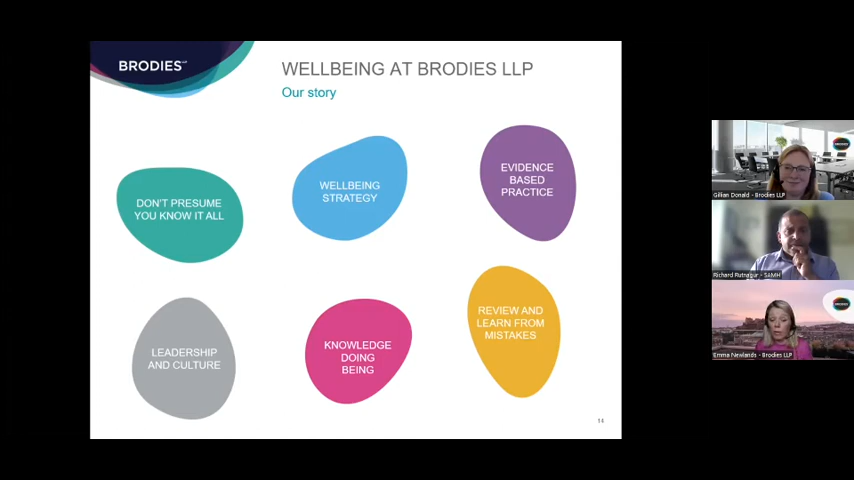 BRODIES LLP
WELLBEING AT BRODIES LLP
Our story
DON'T PRESUME
YOU KNOW IT ALL
WELLBEING
STRATEGY
EVIDENCE
BASED
PRACTICE
LEADERSHIP
AND CULTURE
KNOWLEDGE
DOING
BEING
REVIEW AND
LEARN FROM
MISTAKES
14
Gillian Donald - Brodies LLP
Richard Rutnagur - SAMH
Emma Newlands - Brodies LLP